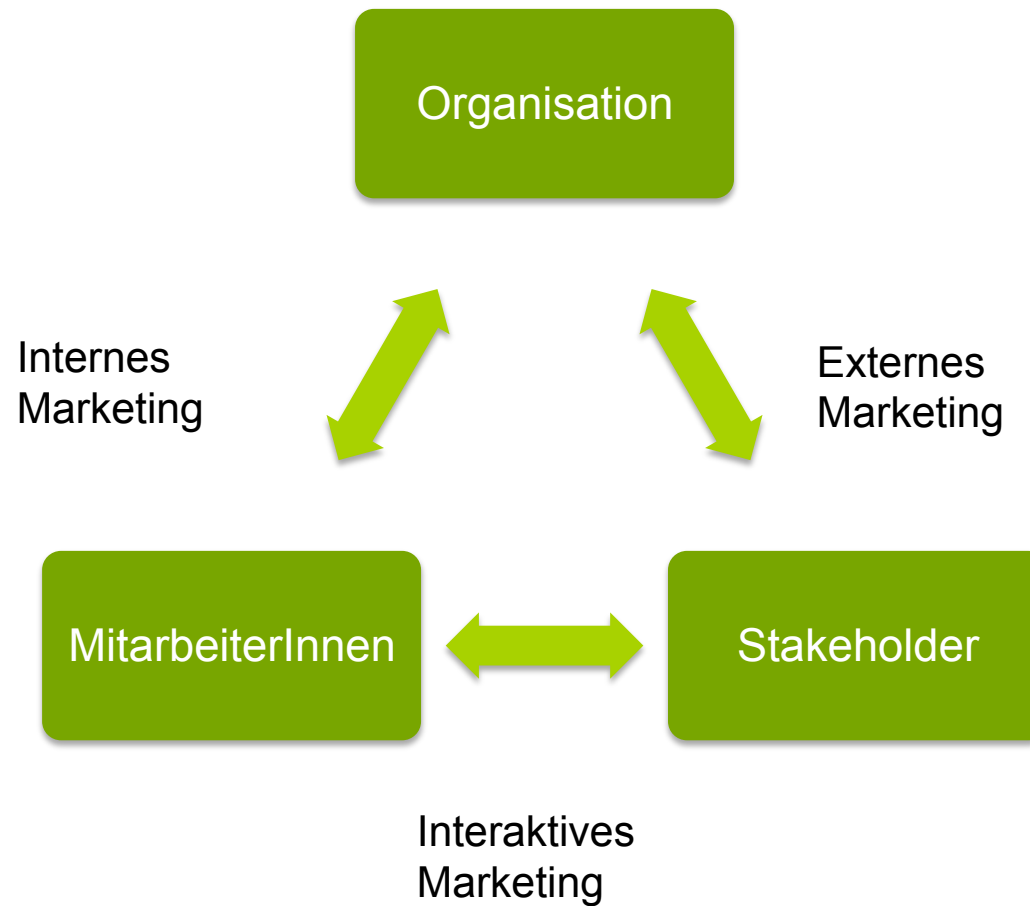 Organisation
Internes
Marketing
Externes
Marketing
MitarbeiterInnen
Stakeholder
Interaktives
Marketing